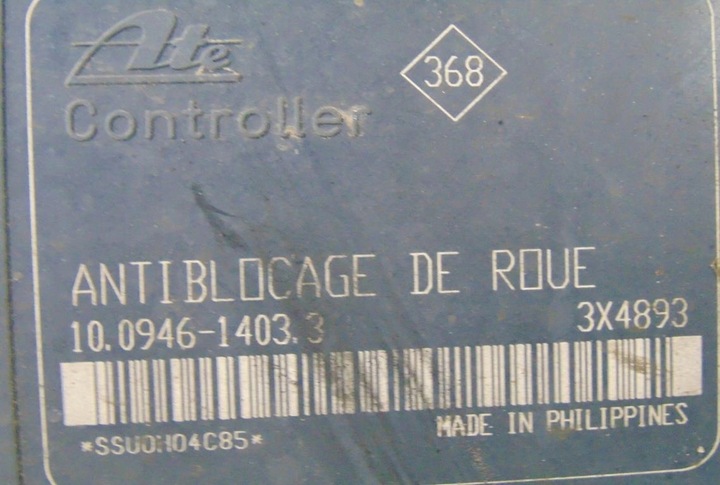 Ate
368
Controller
ANTIBLOCAGE DE ROUE
10.0946-1403.3
3X4893
*SSU0H04C85*
MADE IN PHILIPPINES